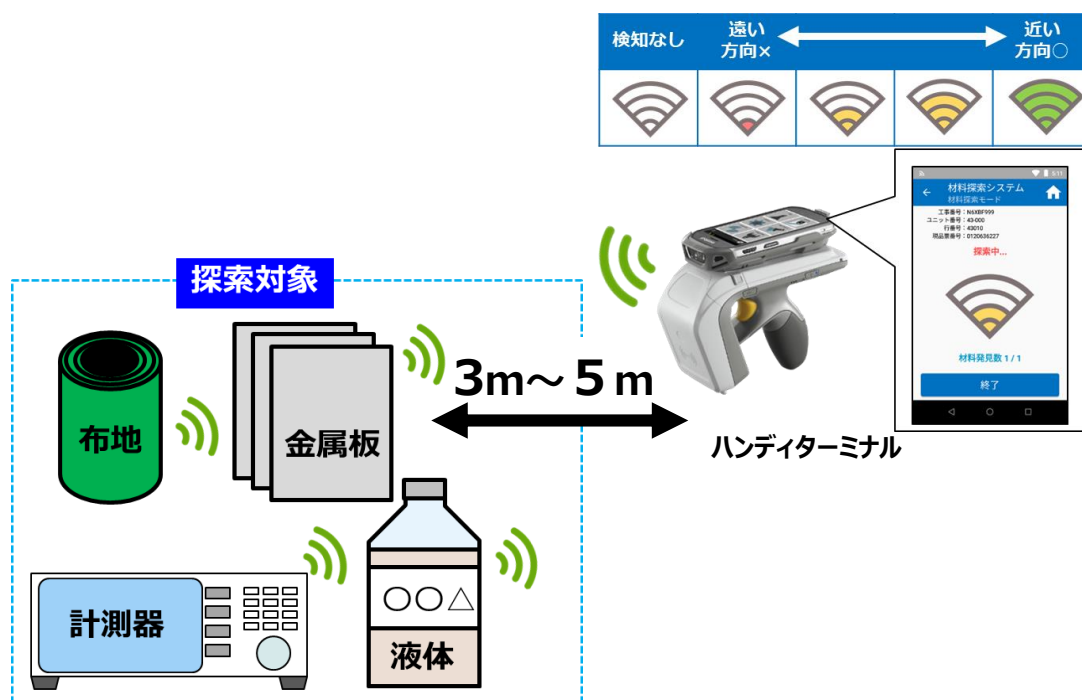 検知なし
遠い
方向×
近い
方向○
5:11
材料探索システム
材料探索モード
工事番号：N6XBF999
ユニット番号：43-000
行番号：43010
現品票番号：0120636227
探索中...
材料発見数 1 / 1
終了
探索対象
布地
金属板
3m～５ｍ
ハンディターミナル
計測器
○○△
液体